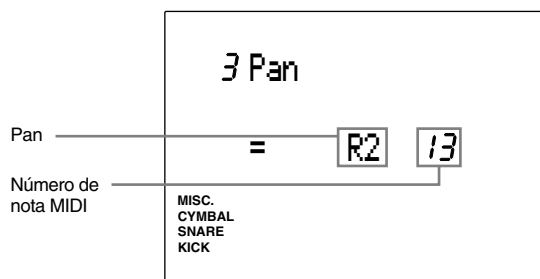 3 Pan
Pan
= R2 13
Número de
nota MIDI
MISC.
CYMBAL
SNARE
KICK